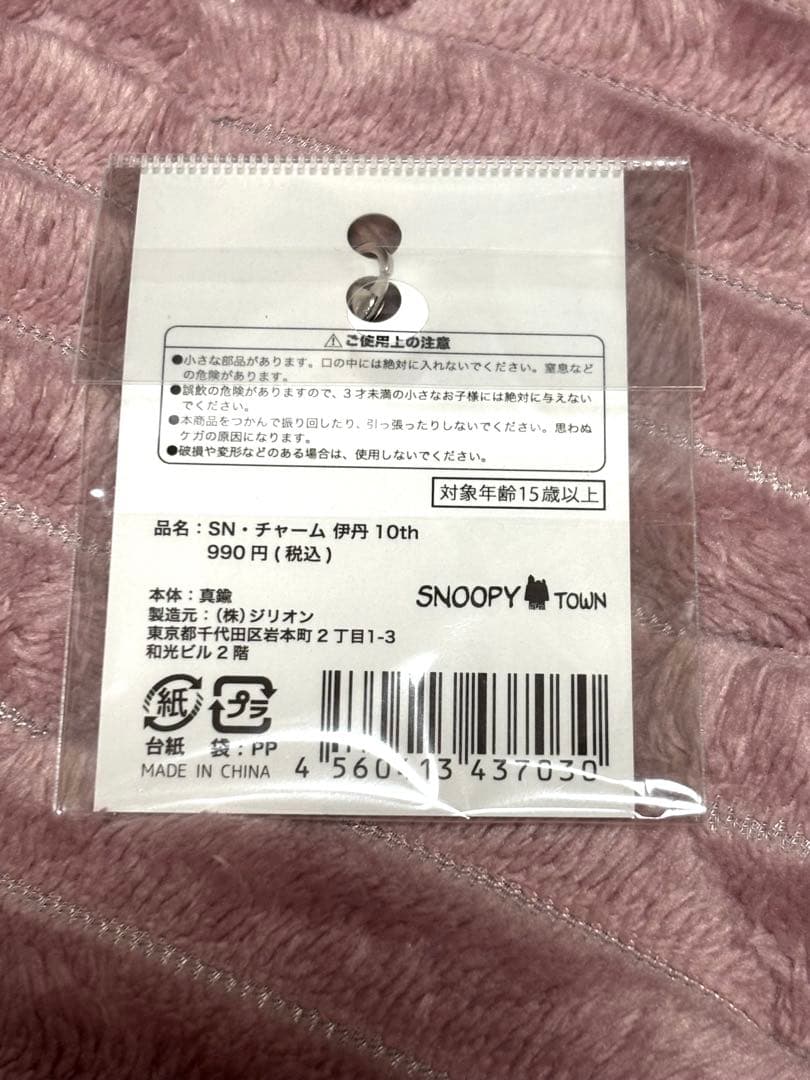 ⚠ご使用上の注意
●小さな部品があります。口の中には絶対に入れないでください。窒息など
の危険があります。
●誤飲の危険がありますので、3才未満の小さなお子様には絶対に与えない
でください。
●本商品をつかんで振り回したり、引っ張ったりしないでください。思わぬ
ケガの原因になります。
●破損や変形などのある場合は、使用しないでください。
対象年齢15歳以上
品名：SN・チャーム 伊丹 10th
990円(税込)
本体：真鍮
製造元：(株)ジリオン
東京都千代田区岩本町2丁目1-3
和光ビル2階
SNOOPY TOWN
紙 プラ
台紙 袋：PP
MADE IN CHINA
4 560413 437030